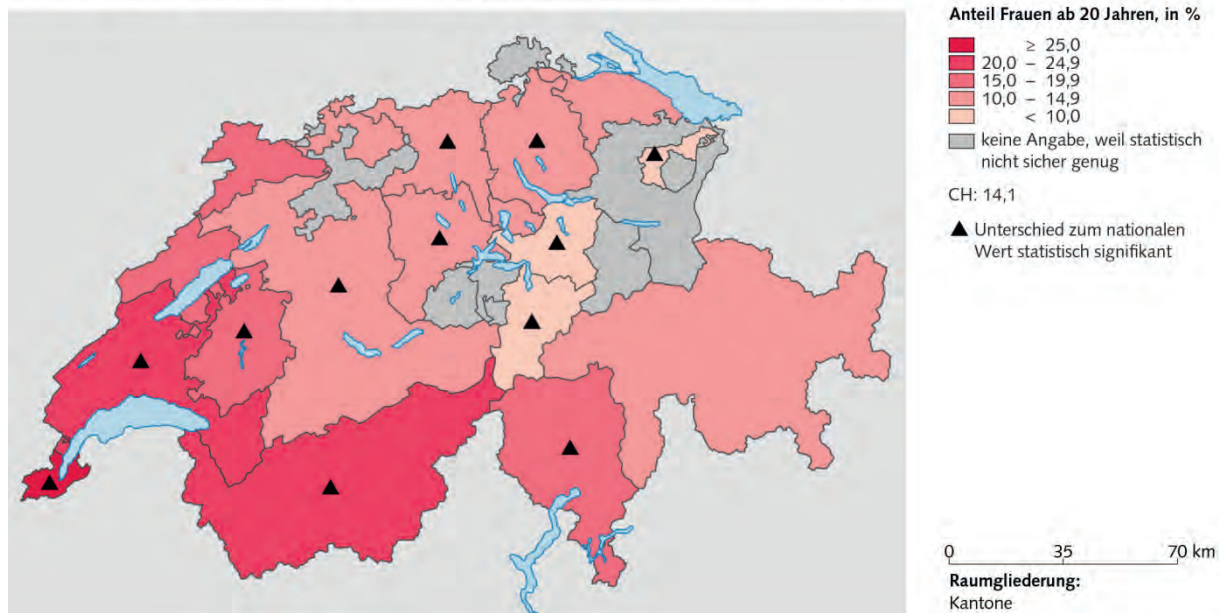 Anteil Frauen ab 20 Jahren, in %
≥ 25,0
20,0 – 24,9
15,0 – 19,9
10,0 – 14,9
< 10,0
keine Angabe, weil statistisch
nicht sicher genug
CH: 14,1
Unterschied zum nationalen
Wert statistisch signifikant
0 35 70 km
Raumgliederung:
Kantone